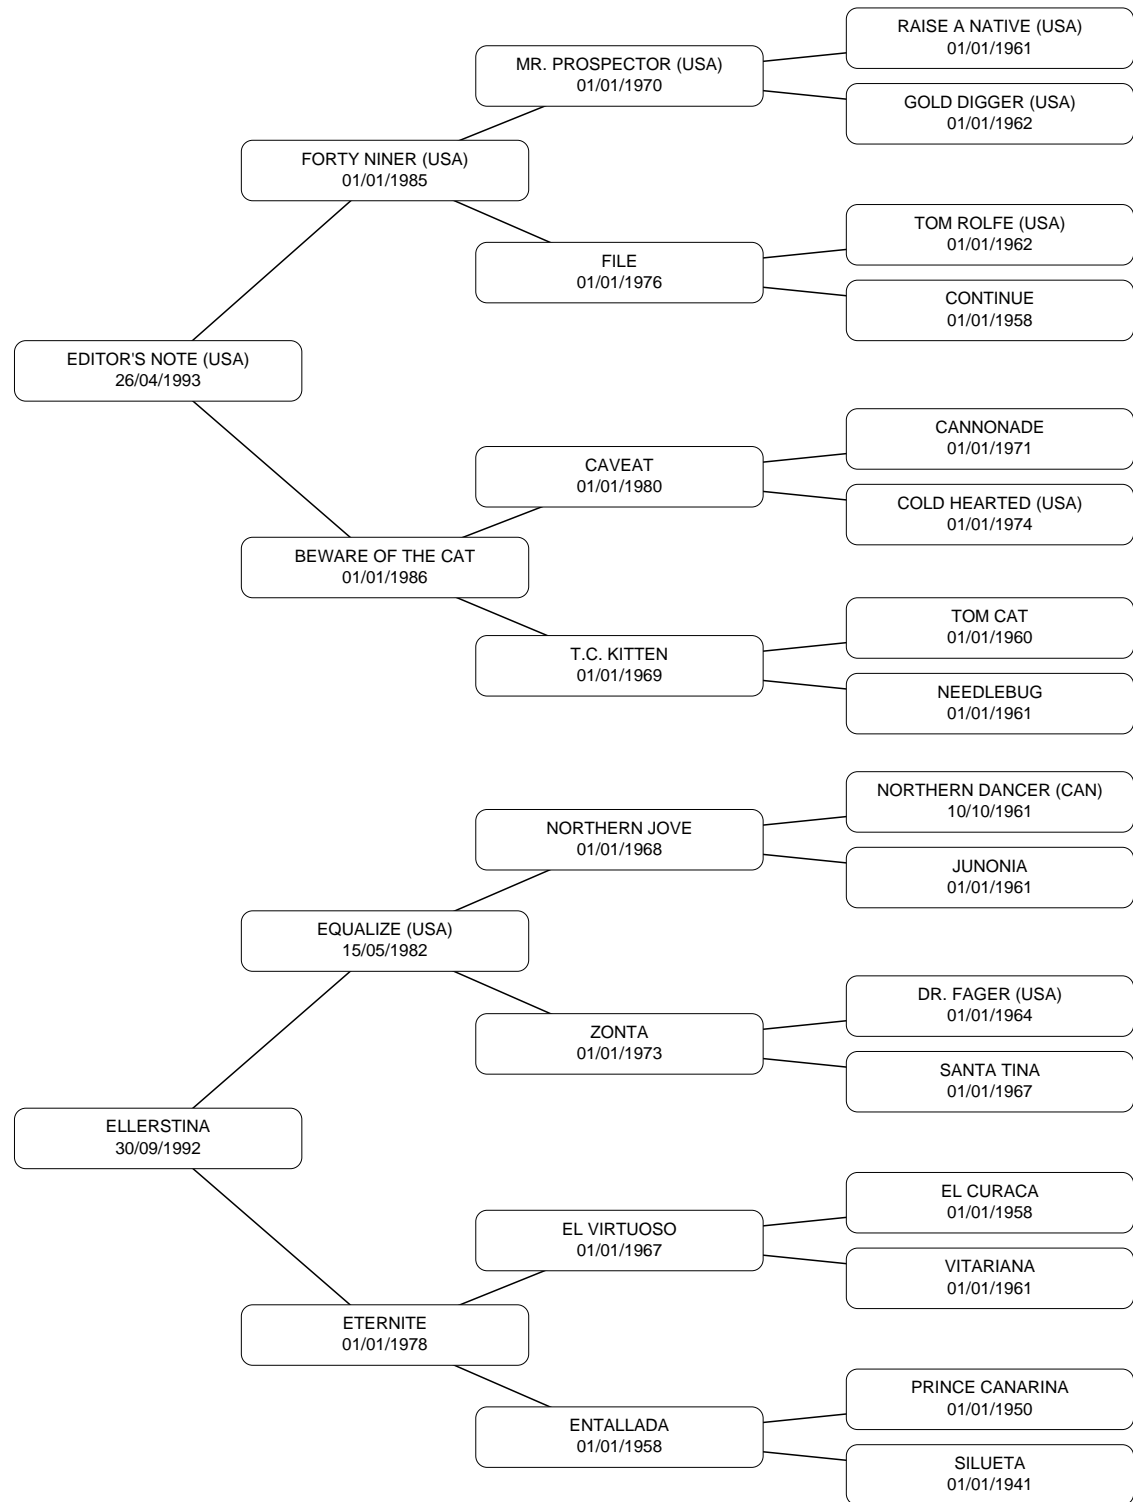 RAISE A NATIVE (USA)
01/01/1961
MR. PROSPECTOR (USA)
01/01/1970
GOLD DIGGER (USA)
01/01/1962
FORTY NINER (USA)
01/01/1985
TOM ROLFE (USA)
01/01/1962
FILE
01/01/1976
CONTINUE
01/01/1958
EDITOR'S NOTE (USA)
26/04/1993
CANNONADE
01/01/1971
CAVEAT
01/01/1980
COLD HEARTED (USA)
01/01/1974
BEWARE OF THE CAT
01/01/1986
TOM CAT
01/01/1960
T.C. KITTEN
01/01/1969
NEEDLEBUG
01/01/1961
NORTHERN DANCER (CAN)
10/10/1961
NORTHERN JOVE
01/01/1968
JUNONIA
01/01/1961
EQUALIZE (USA)
15/05/1982
DR. FAGER (USA)
01/01/1964
ZONTA
01/01/1973
SANTA TINA
01/01/1967
ELLERSTINA
30/09/1992
EL CURACA
01/01/1958
EL VIRTUOSO
01/01/1967
VITARIANA
01/01/1961
ETERNITE
01/01/1978
PRINCE CANARINA
01/01/1950
ENTALLADA
01/01/1958
SILUETA
01/01/1941